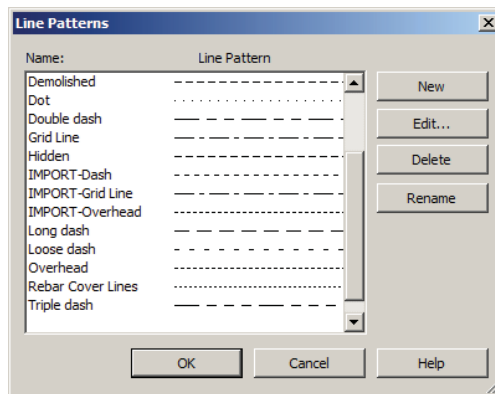 Line Patterns
Name: Line Pattern
Demolished
Dot
Double dash
Grid Line
Hidden
IMPORT-Dash
IMPORT-Grid Line
IMPORT-Overhead
Long dash
Loose dash
Overhead
Rebar Cover Lines
Triple dash
New
Edit...
Delete
Rename
OK Cancel Help